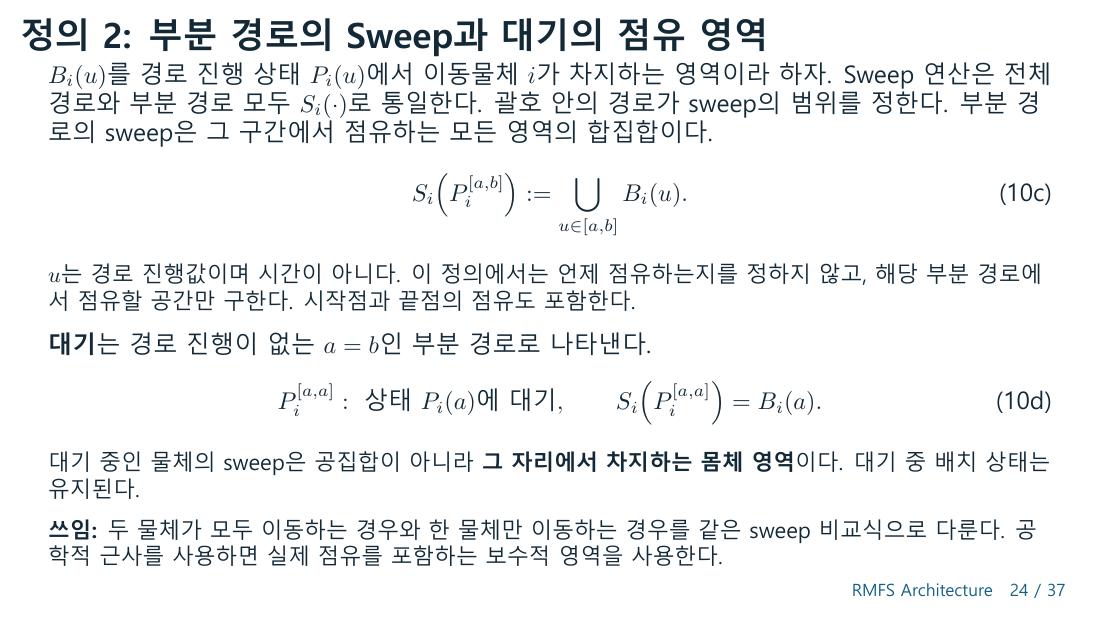 정의 2: 부분 경로의 Sweep과 대기의 점유 영역
B_i(u)를 경로 진행 상태 P_i(u)에서 이동물체 i가 차지하는 영역이라 하자. Sweep 연산은 전체
경로와 부분 경로 모두 S_i(·)로 통일한다. 괄호 안의 경로가 sweep의 범위를 정한다. 부분 경
로의 sweep은 그 구간에서 점유하는 모든 영역의 합집합이다.
S_i(P_i^{[a,b]}) := ⋃_{u∈[a,b]} B_i(u). (10c)
u는 경로 진행값이며 시간이 아니다. 이 정의에서는 언제 점유하는지를 정하지 않고, 해당 부분 경로에
서 점유할 공간만 구한다. 시작점과 끝점의 점유도 포함한다.
대기는 경로 진행이 없는 a = b인 부분 경로로 나타낸다.
P_i^{[a,a]} : 상태 P_i(a)에 대기, S_i(P_i^{[a,a]}) = B_i(a). (10d)
대기 중인 물체의 sweep은 공집합이 아니라 그 자리에서 차지하는 몸체 영역이다. 대기 중 배치 상태는
유지된다.
쓰임: 두 물체가 모두 이동하는 경우와 한 물체만 이동하는 경우를 같은 sweep 비교식으로 다룬다. 공
학적 근사를 사용하면 실제 점유를 포함하는 보수적 영역을 사용한다.
RMFS Architecture 24 / 37